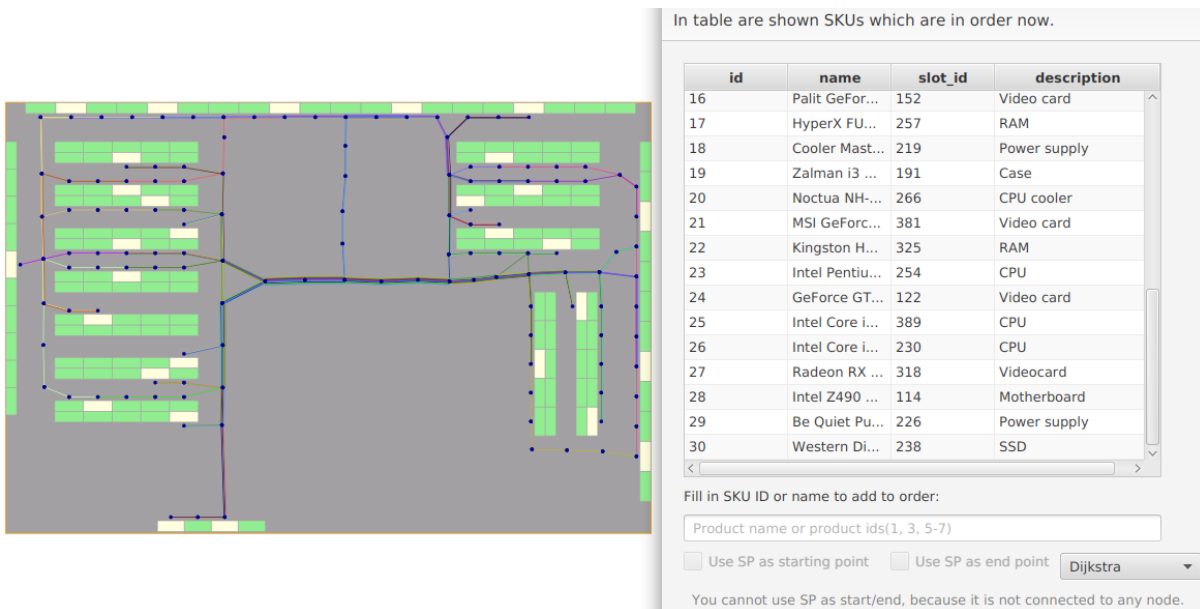 In table are shown SKUs which are in order now.
id name slot_id description
16 Palit GeFor... 152 Video card
17 HyperX FU... 257 RAM
18 Cooler Mast... 219 Power supply
19 Zalman i3 ... 191 Case
20 Noctua NH-... 266 CPU cooler
21 MSI GeForc... 381 Video card
22 Kingston H... 325 RAM
23 Intel Pentiu... 254 CPU
24 GeForce GT... 122 Video card
25 Intel Core i... 389 CPU
26 Intel Core i... 230 CPU
27 Radeon RX ... 318 Videocard
28 Intel Z490 ... 114 Motherboard
29 Be Quiet Pu... 226 Power supply
30 Western Di... 238 SSD
Fill in SKU ID or name to add to order:
Product name or product ids(1, 3, 5-7)
Use SP as starting point Use SP as end point Dijkstra
You cannot use SP as start/end, because it is not connected to any node.